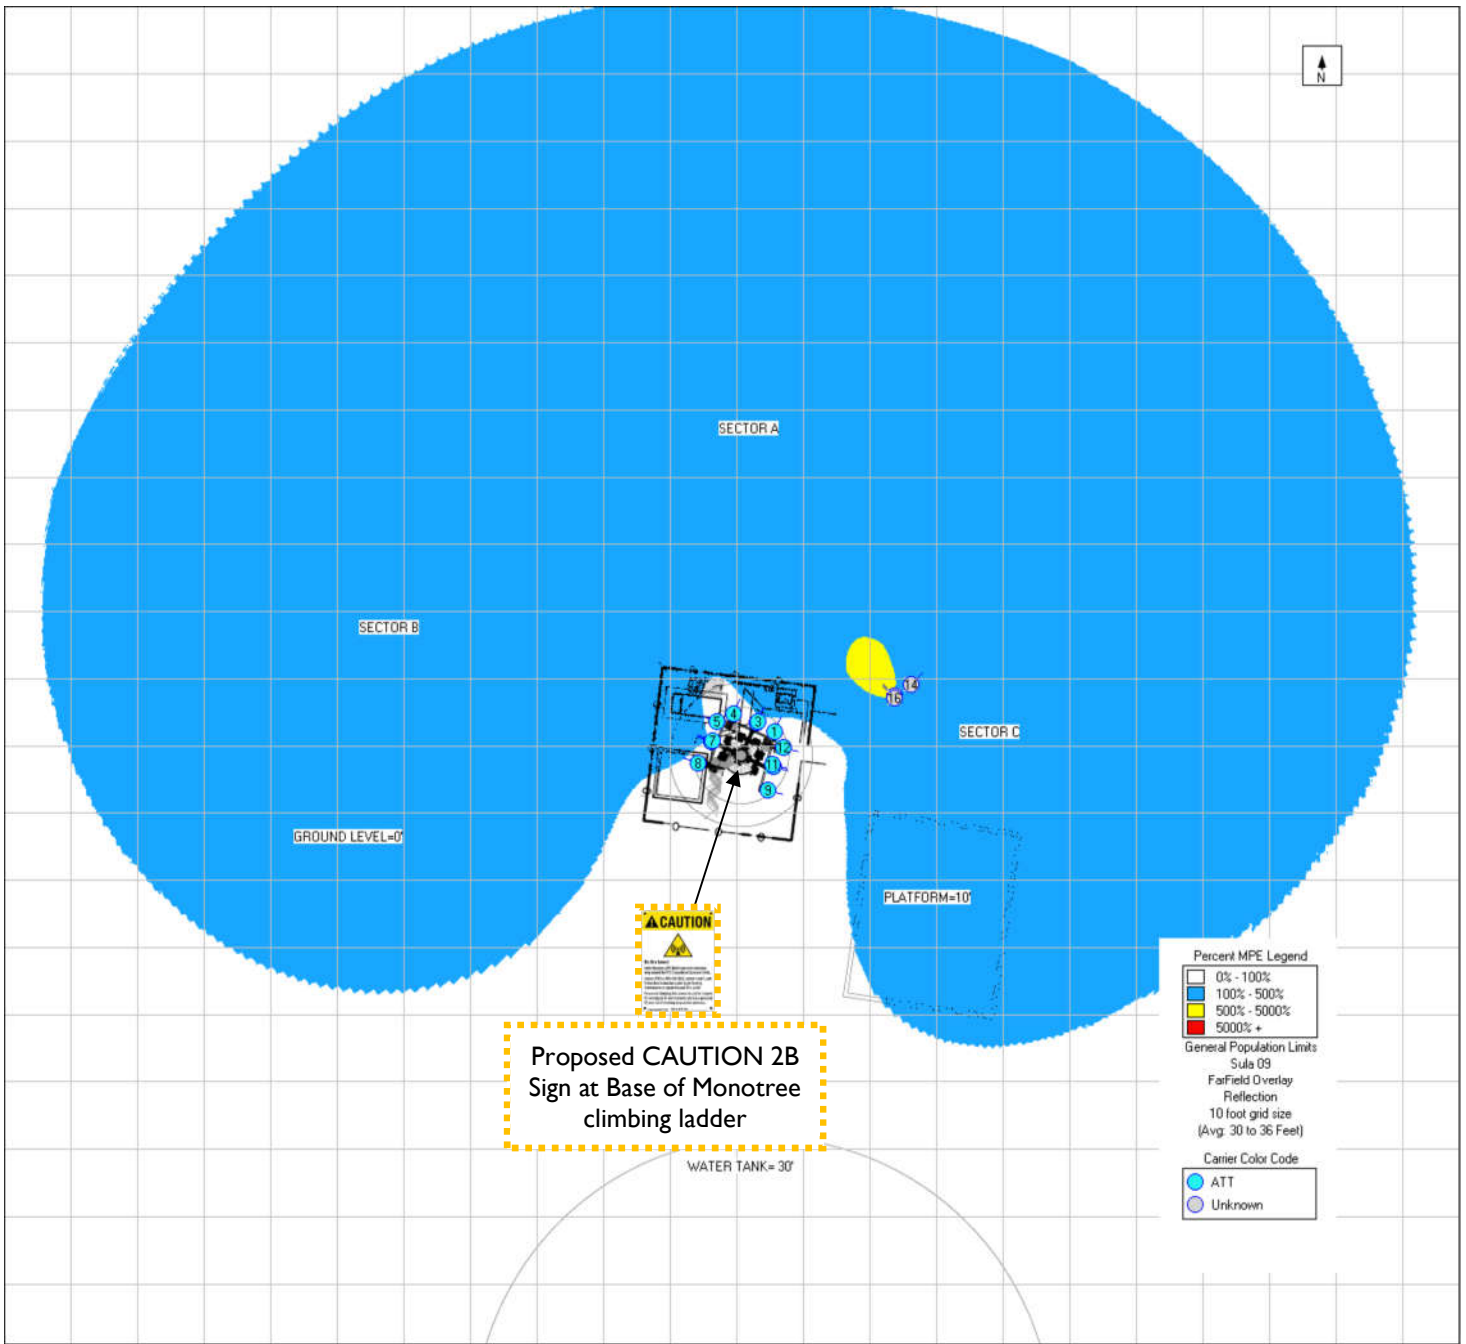 N
SECTOR A
SECTOR B
14
16
SECTOR C
4
5
3
1
7
12
8
11
9
GROUND LEVEL=0'
PLATFORM=10'
CAUTION
Proposed CAUTION 2B
Sign at Base of Monotree
climbing ladder
WATER TANK= 30'
Percent MPE Legend
0% - 100%
100% - 500%
500% - 5000%
5000% +
General Population Limits
Sula 09
FarField Overlay
Reflection
10 foot grid size
(Avg: 30 to 36 Feet)
Carrier Color Code
ATT
Unknown